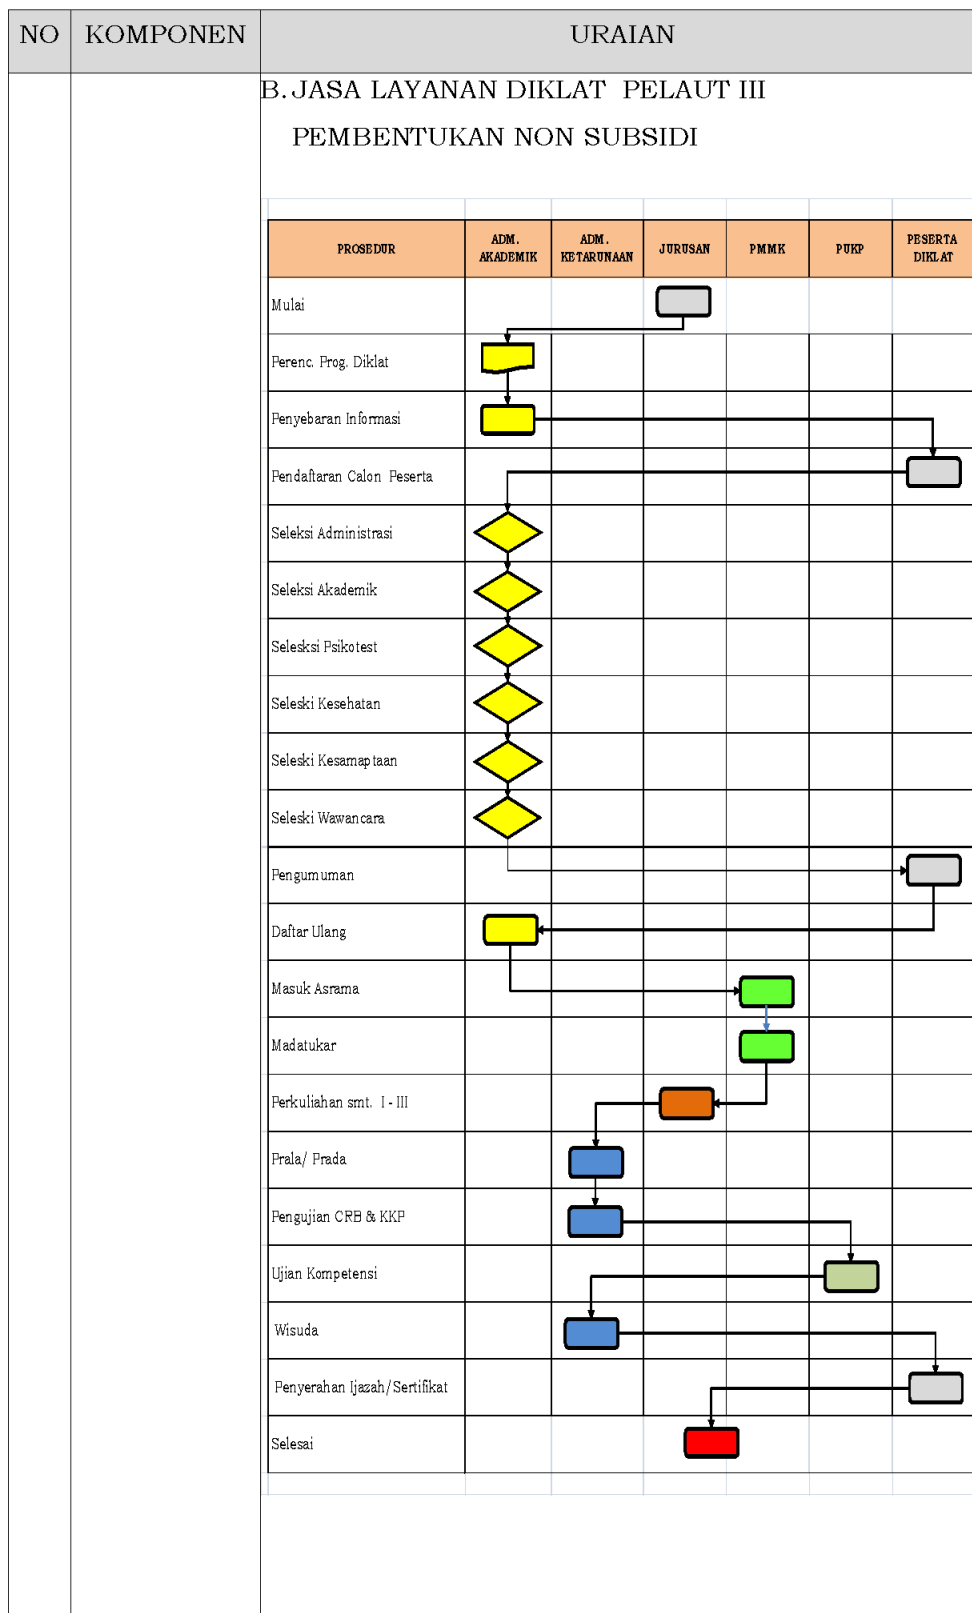 NO KOMPONEN URAIAN
B. JASA LAYANAN DIKLAT PELAUT III
PEMBENTUKAN NON SUBSIDI
PROSEDUR ADM. AKADEMIK ADM. KETARUNAAN JURUSAN PMMK PUKP PESERTA DIKLAT
Mulai
Perenc. Prog. Diklat
Penyebaran Informasi
Pendaftaran Calon Peserta
Seleksi Administrasi
Seleksi Akademik
Selesksi Psikotest
Seleski Kesehatan
Seleski Kesamaptaan
Seleski Wawancara
Pengumuman
Daftar Ulang
Masuk Asrama
Madatukar
Perkuliahan smt. I - III
Prala/ Prada
Pengujian CRB & KKP
Ujian Kompetensi
Wisuda
Penyerahan Ijazah/Sertifikat
Selesai